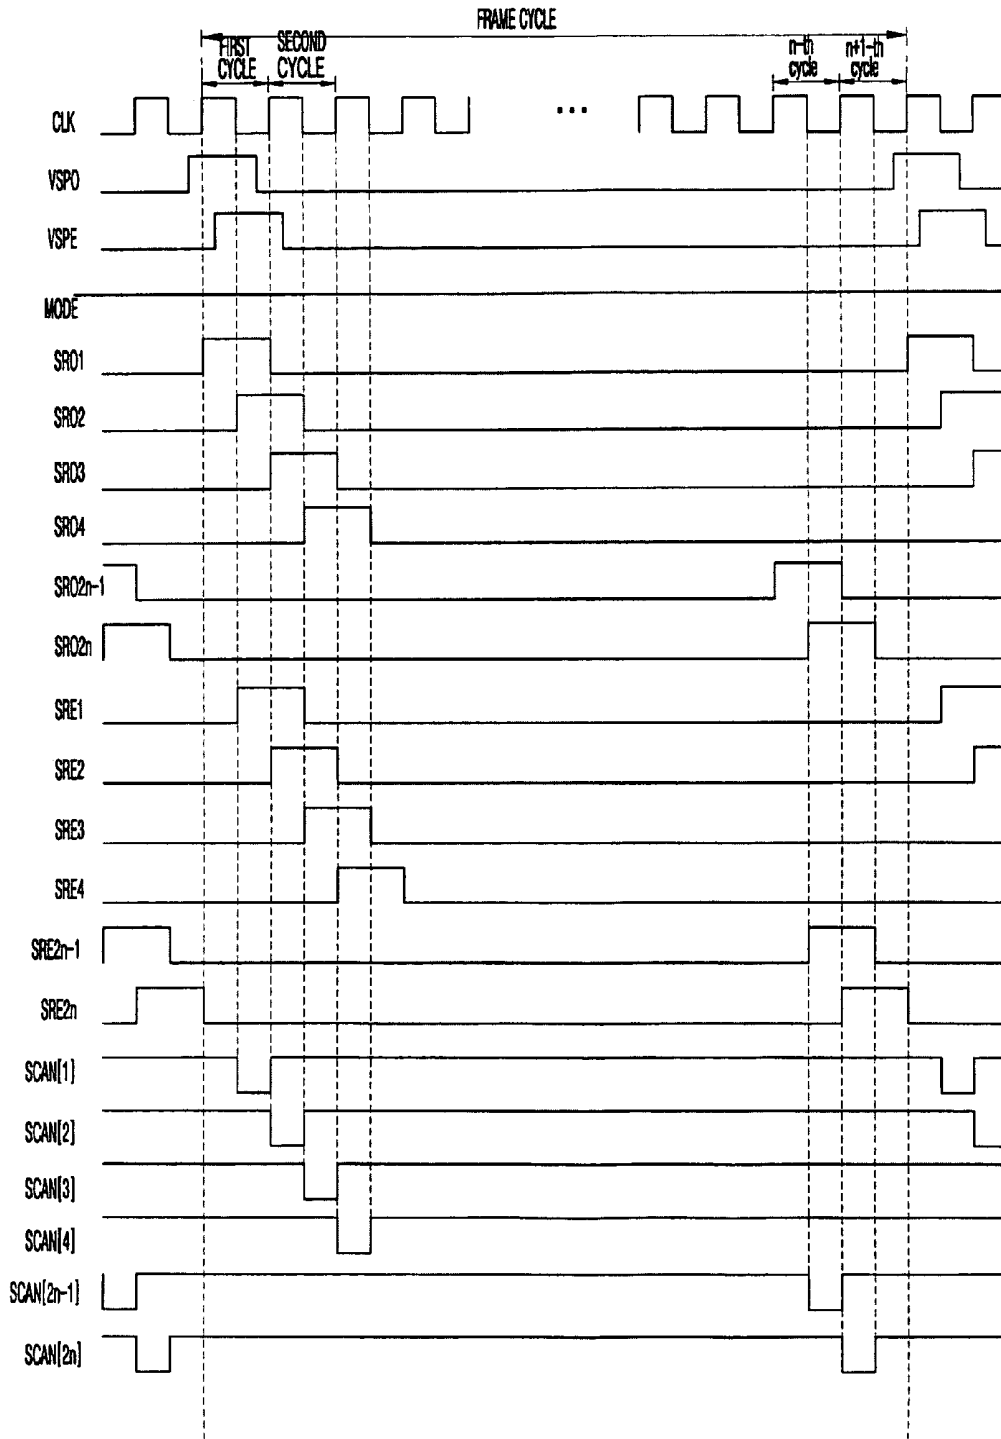 FRAME CYCLE
FIRST CYCLE
SECOND CYCLE
n-th cycle
n+1-th cycle
CLK
...
VSPO
VSPE
MODE
SRO1
SRO2
SRO3
SRO4
SRO2n-1
SRO2n
SRE1
SRE2
SRE3
SRE4
SRE2n-1
SRE2n
SCAN[1]
SCAN[2]
SCAN[3]
SCAN[4]
SCAN[2n-1]
SCAN[2n]